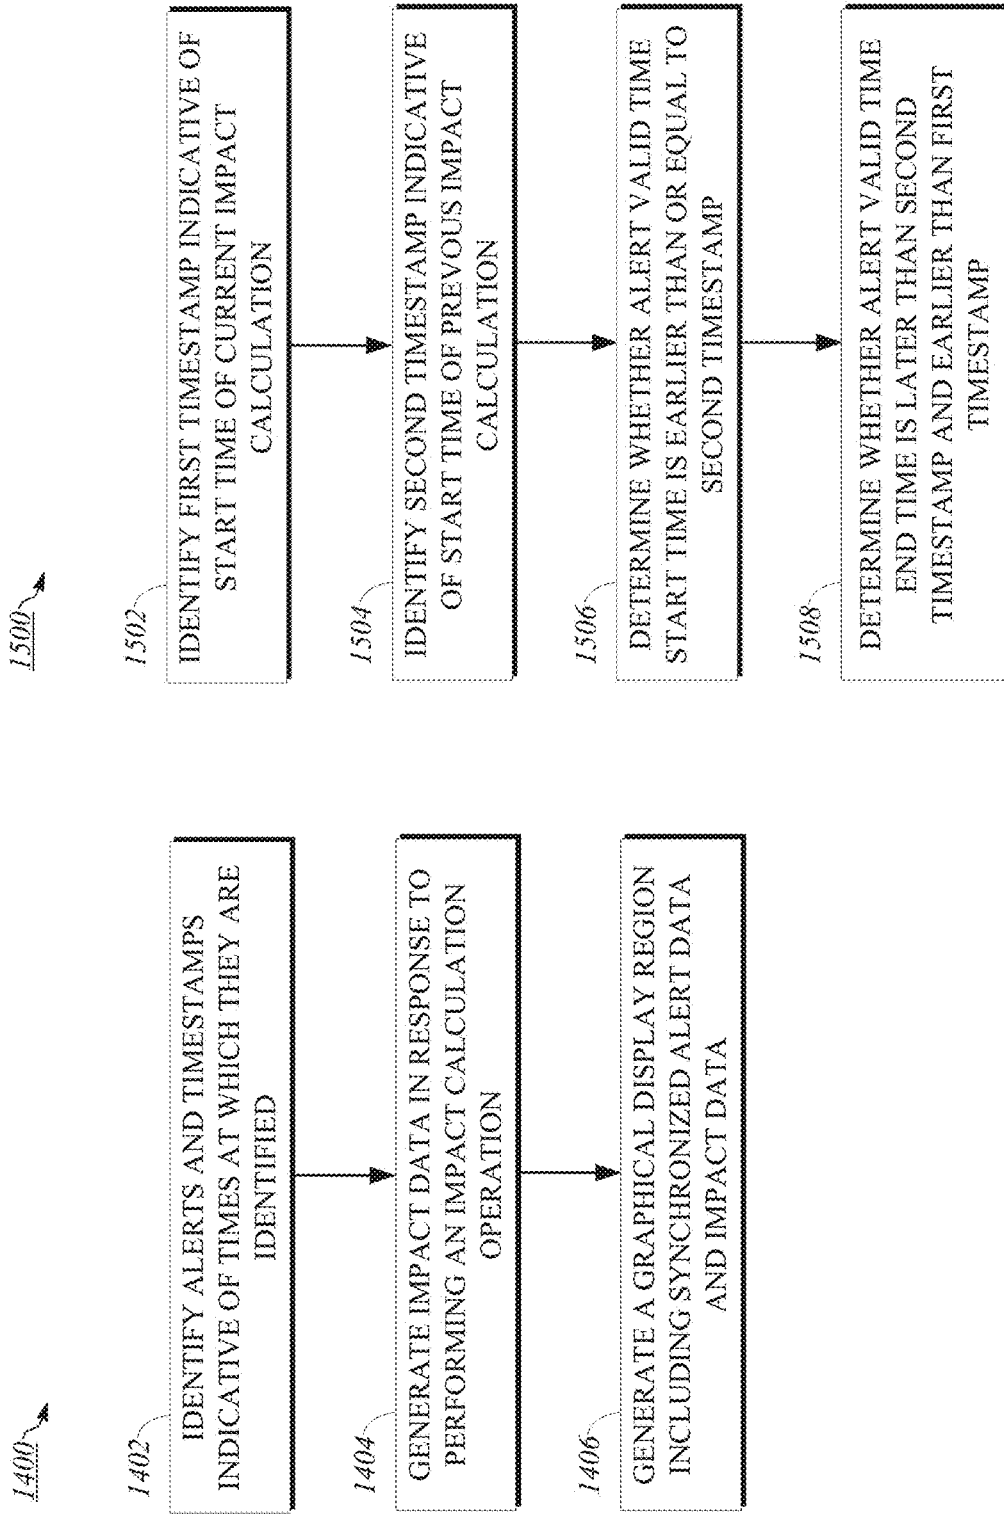 1400
1402
IDENTIFY ALERTS AND TIMESTAMPS
INDICATIVE OF TIMES AT WHICH THEY ARE
IDENTIFIED
1404
GENERATE IMPACT DATA IN RESPONSE TO
PERFORMING AN IMPACT CALCULATION
OPERATION
1406
GENERATE A GRAPHICAL DISPLAY REGION
INCLUDING SYNCHRONIZED ALERT DATA
AND IMPACT DATA
1500
1502
IDENTIFY FIRST TIMESTAMP INDICATIVE OF
START TIME OF CURRENT IMPACT
CALCULATION
1504
IDENTIFY SECOND TIMESTAMP INDICATIVE
OF START TIME OF PREVOUS IMPACT
CALCULATION
1506
DETERMINE WHETHER ALERT VALID TIME
START TIME IS EARLIER THAN OR EQUAL TO
SECOND TIMESTAMP
1508
DETERMINE WHETHER ALERT VALID TIME
END TIME IS LATER THAN SECOND
TIMESTAMP AND EARLIER THAN FIRST
TIMESTAMP